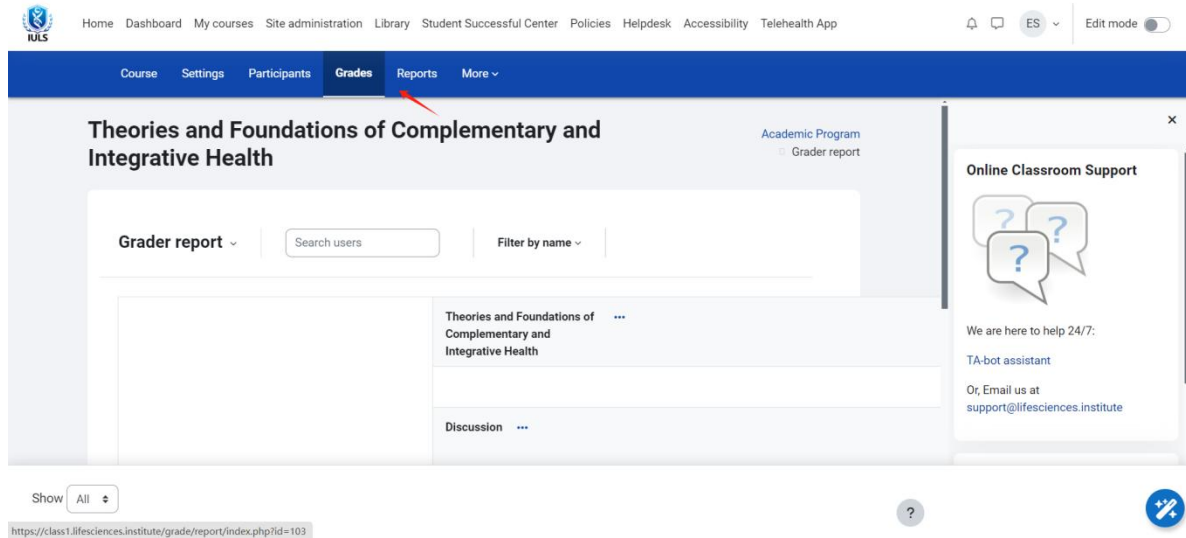 IULS
Home Dashboard My courses Site administration Library Student Successful Center Policies Helpdesk Accessibility Telehealth App ES Edit mode
Course Settings Participants Grades Reports More
Theories and Foundations of Complementary and
Integrative Health
Academic Program
Grader report
Grader report
Search users
Filter by name
Theories and Foundations of
Complementary and
Integrative Health
Discussion
Online Classroom Support
? ? ?
We are here to help 24/7:
TA-bot assistant
Or, Email us at
support@lifesciences.institute
Show All
?
https://class1.lifesciences.institute/grade/report/index.php?id=103